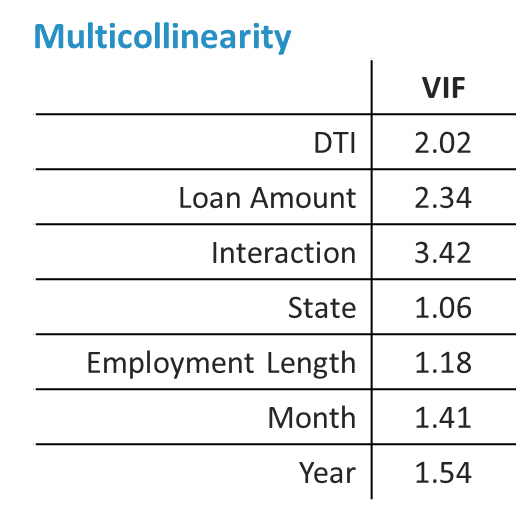 Multicollinearity
VIF
DTI 2.02
Loan Amount 2.34
Interaction 3.42
State 1.06
Employment Length 1.18
Month 1.41
Year 1.54